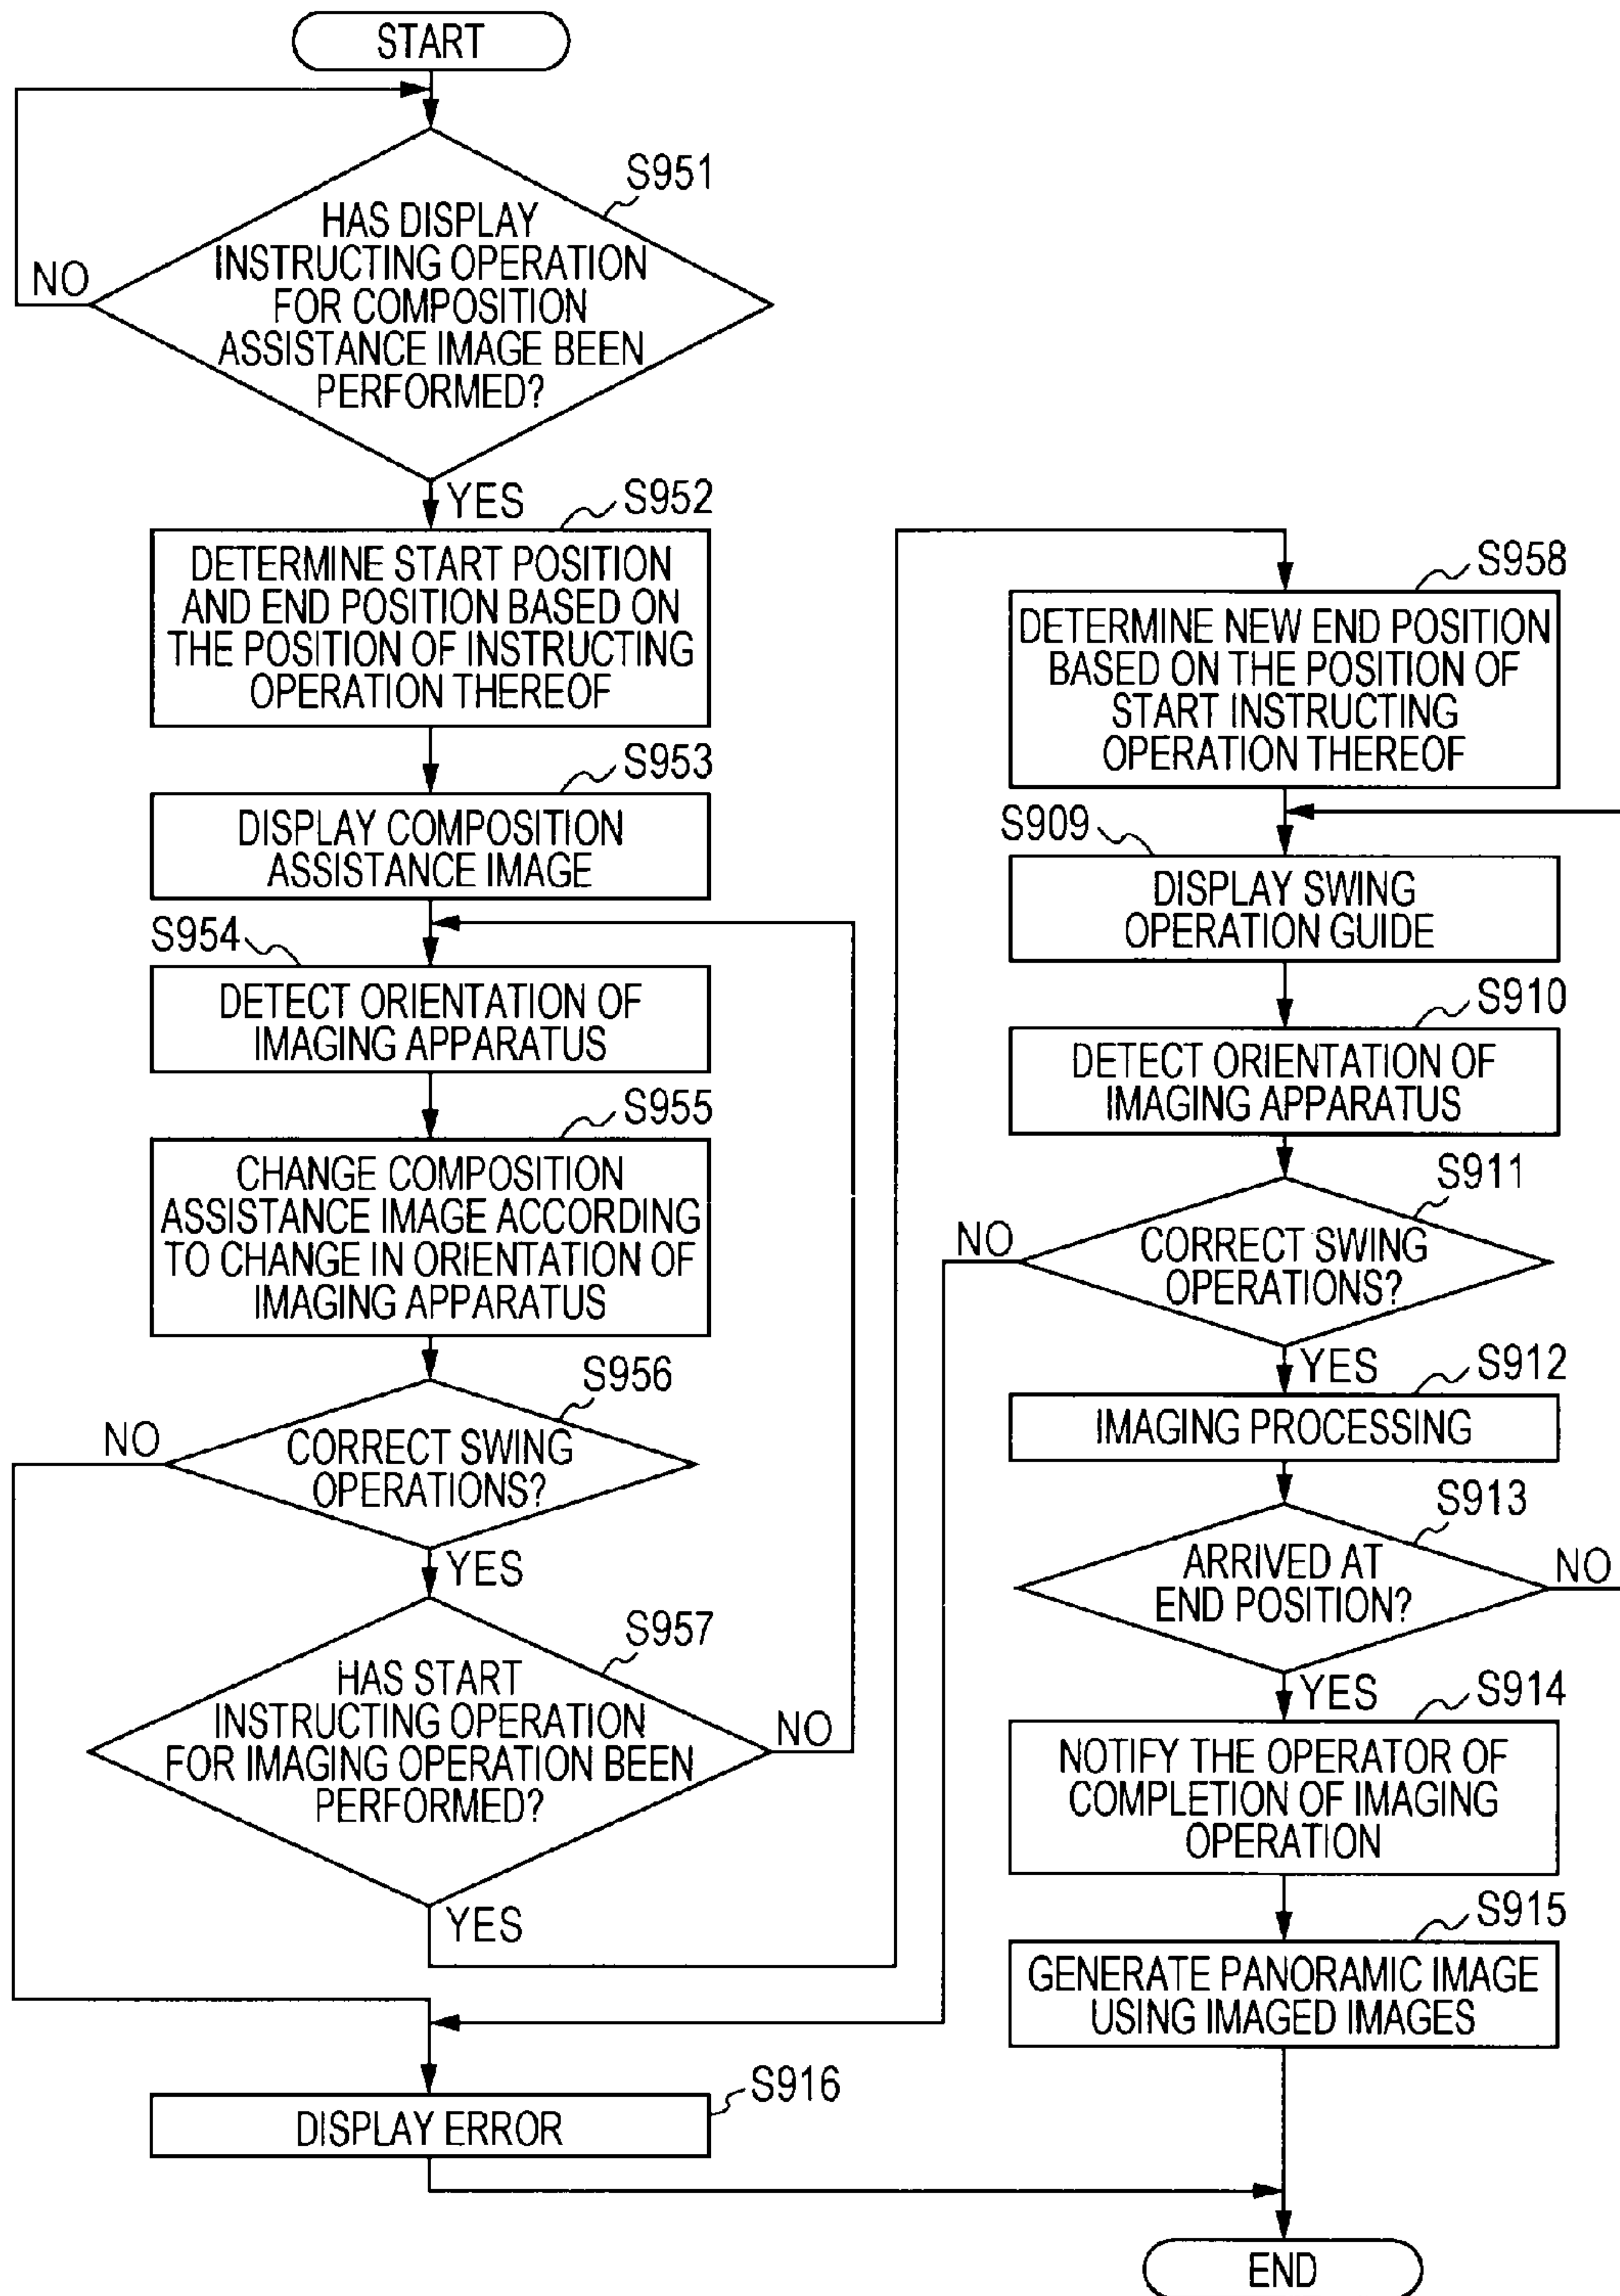 START
S951
HAS DISPLAY
INSTRUCTING OPERATION
FOR COMPOSITION
ASSISTANCE IMAGE BEEN
PERFORMED?
NO
YES
S952
DETERMINE START POSITION
AND END POSITION BASED ON
THE POSITION OF INSTRUCTING
OPERATION THEREOF
S953
DISPLAY COMPOSITION
ASSISTANCE IMAGE
S954
DETECT ORIENTATION OF
IMAGING APPARATUS
S955
CHANGE COMPOSITION
ASSISTANCE IMAGE ACCORDING
TO CHANGE IN ORIENTATION OF
IMAGING APPARATUS
S956
NO
CORRECT SWING
OPERATIONS?
YES
S957
HAS START
INSTRUCTING OPERATION
FOR IMAGING OPERATION BEEN
PERFORMED?
NO
YES
S916
DISPLAY ERROR
S958
DETERMINE NEW END POSITION
BASED ON THE POSITION OF
START INSTRUCTING
OPERATION THEREOF
S909
DISPLAY SWING
OPERATION GUIDE
S910
DETECT ORIENTATION OF
IMAGING APPARATUS
S911
NO
CORRECT SWING
OPERATIONS?
YES
S912
IMAGING PROCESSING
S913
ARRIVED AT
END POSITION?
NO
YES
S914
NOTIFY THE OPERATOR OF
COMPLETION OF IMAGING
OPERATION
S915
GENERATE PANORAMIC IMAGE
USING IMAGED IMAGES
END